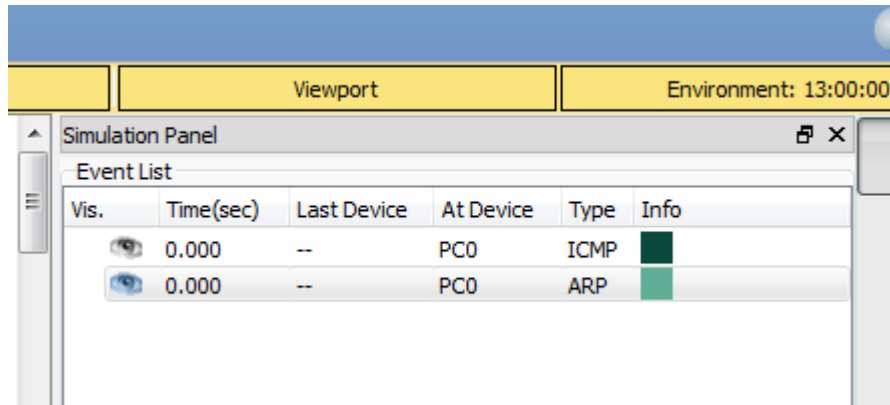 Viewport Environment: 13:00:00
Simulation Panel
Event List
Vis. Time(sec) Last Device At Device Type Info
0.000 -- PC0 ICMP
0.000 -- PC0 ARP